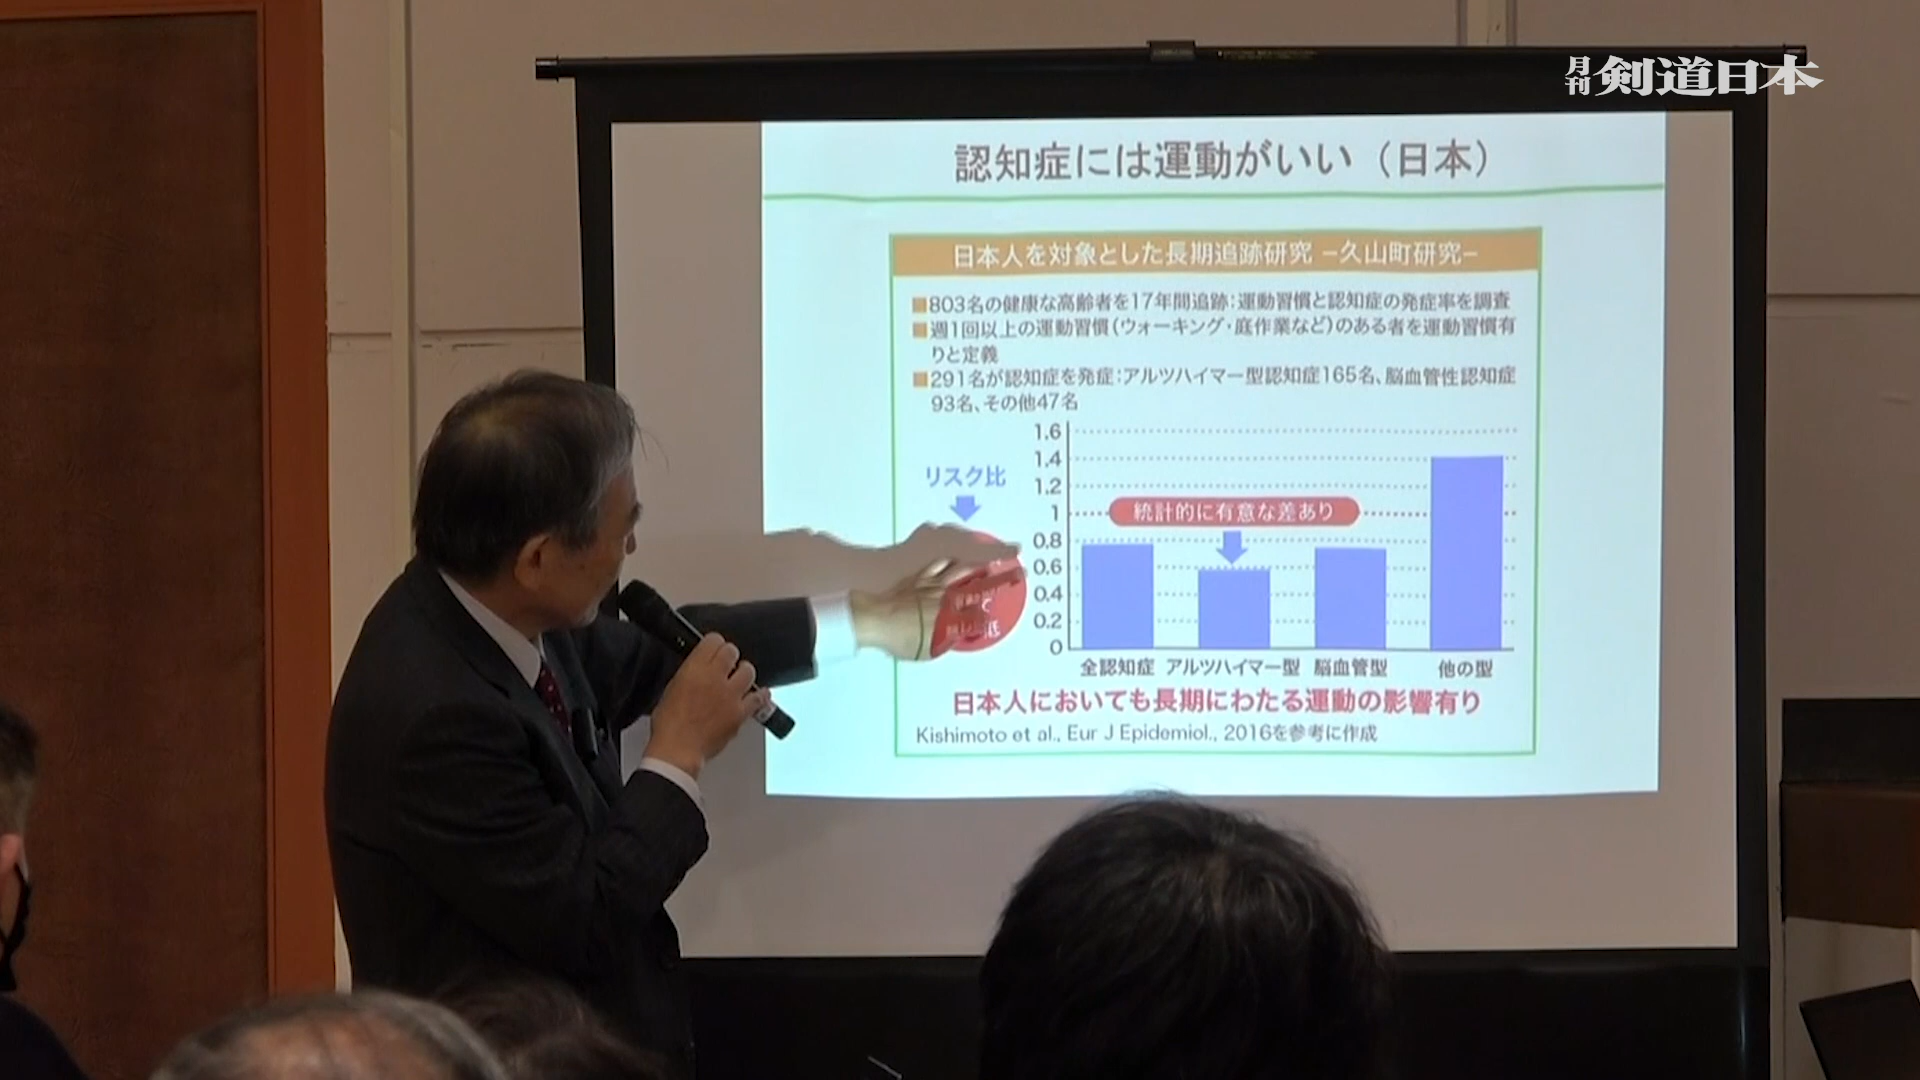 月刊 剣道日本
認知症には運動がいい（日本）
日本人を対象とした長期追跡研究 −久山町研究−
■803名の健康な高齢者を17年間追跡：運動習慣と認知症の発症率を調査
■週1回以上の運動習慣（ウォーキング・庭作業など）のある者を運動習慣有
りと定義
■291名が認知症を発症：アルツハイマー型認知症165名、脳血管性認知症
93名、その他47名
リスク比
1.6
1.4
1.2
1
0.8
0.6
0.4
0.2
0
統計的に有意な差あり
全認知症 アルツハイマー型 脳血管型 他の型
日本人においても長期にわたる運動の影響有り
Kishimoto et al., Eur J Epidemiol., 2016を参考に作成